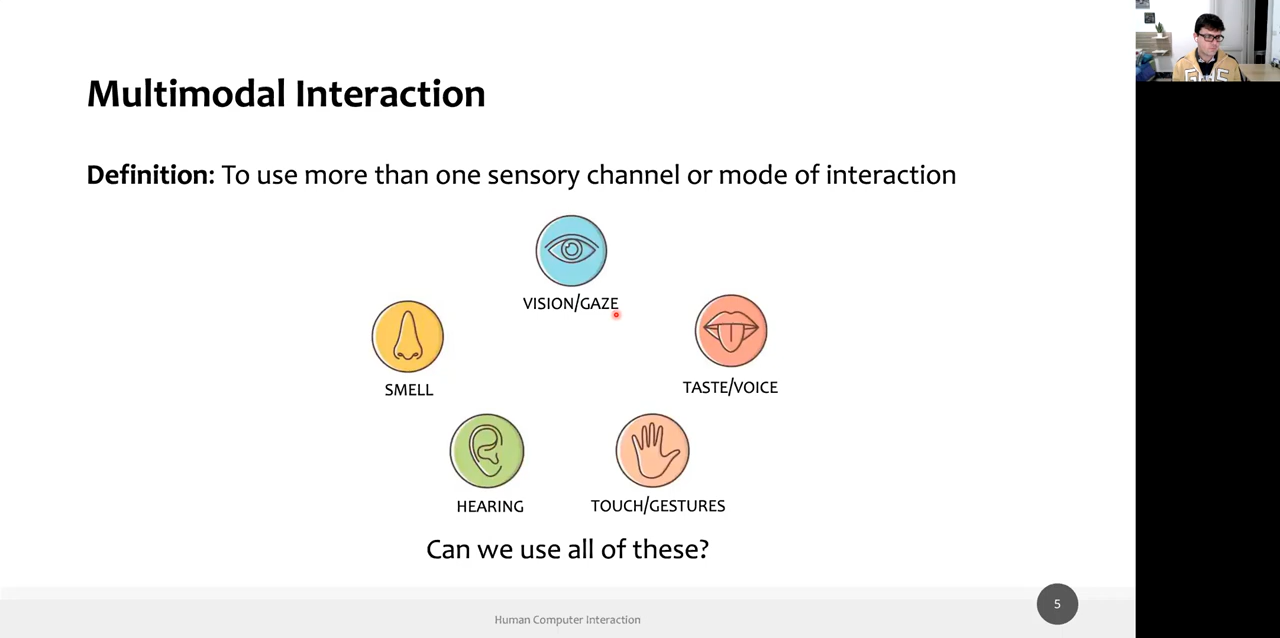 Multimodal Interaction
Definition: To use more than one sensory channel or mode of interaction
VISION/GAZE
SMELL
TASTE/VOICE
HEARING
TOUCH/GESTURES
Can we use all of these?
5
Human Computer Interaction